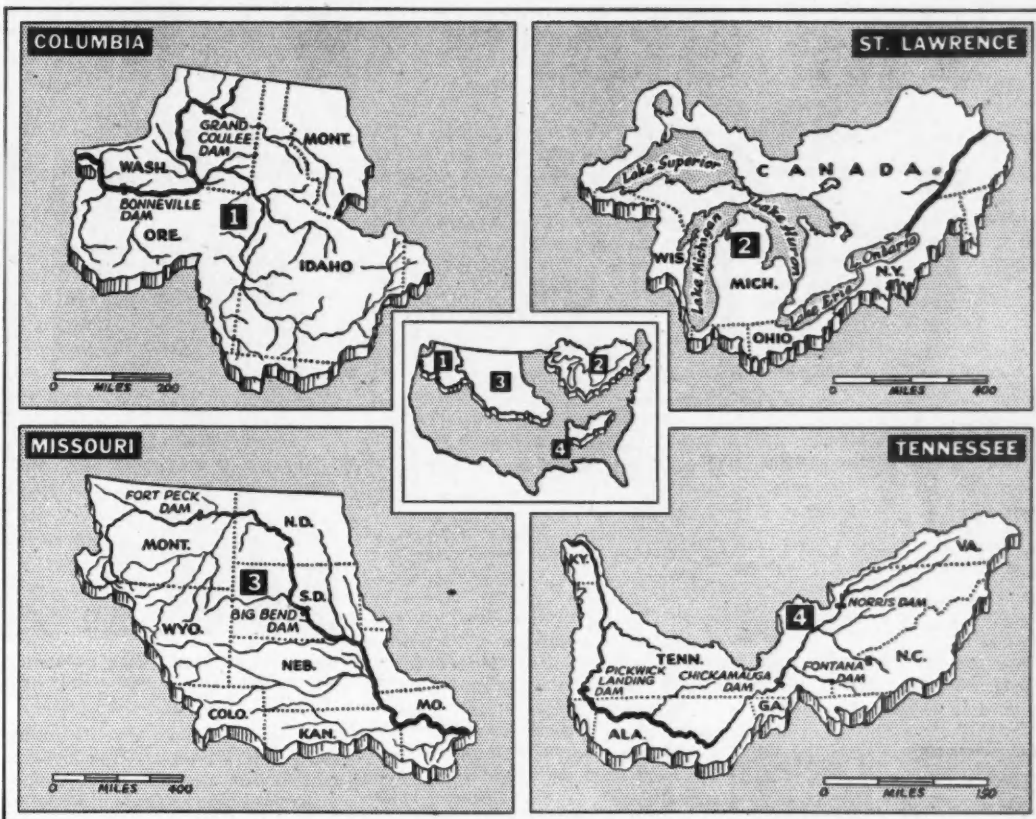 COLUMBIA
GRAND
COULEE
DAM
MONT.
WASH.
BONNEVILLE
DAM
1
ORE.
IDAHO
0 MILES 200
ST. LAWRENCE
Lake Superior
CANADA
Lake Huron
Lake Michigan
2
WIS.
MICH.
L. Ontario
N.Y.
Lake Erie
OHIO
0 MILES 400
1
2
3
4
MISSOURI
FORT PECK
DAM
N.D.
MONT.
3
S.D.
BIG BEND
DAM
WYO.
NEB.
MO.
COLO.
KAN.
0 MILES 400
TENNESSEE
KY.
VA.
4
NORRIS DAM
TENN.
N.C.
PICKWICK
LANDING
DAM
CHICKAMAUGA
DAM
FONTANA
DAM
GA.
ALA.
0 MILES 150